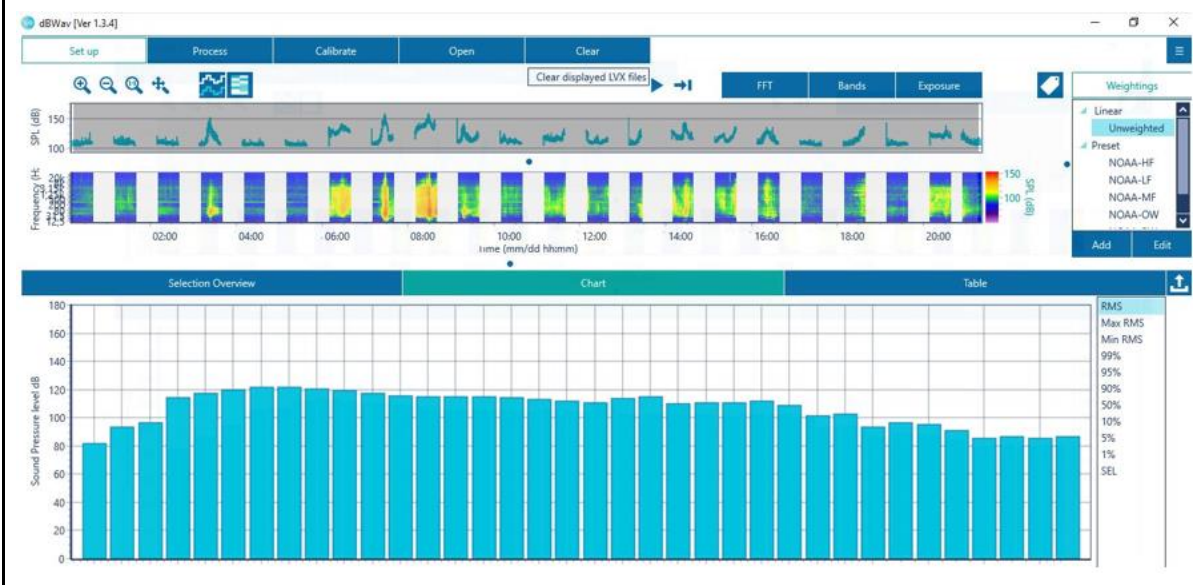 dBWav [Ver 1.3.4]
Set up Process Calibrate Open Clear
Clear displayed LVX files
FFT Bands Exposure
Weightings
Linear
Unweighted
Preset
NOAA-HF
NOAA-LF
NOAA-MF
NOAA-OW
Add Edit
SPL (dB)
150
100
Frequency (H
20k
150
100
SPL (dB)
02:00 04:00 06:00 08:00 10:00 12:00 14:00 16:00 18:00 20:00
Time (mm/dd hh:mm)
Selection Overview Chart Table
Sound Pressure level dB
180
160
140
120
100
80
60
40
20
0
RMS
Max RMS
Min RMS
99%
95%
90%
50%
10%
5%
1%
SEL